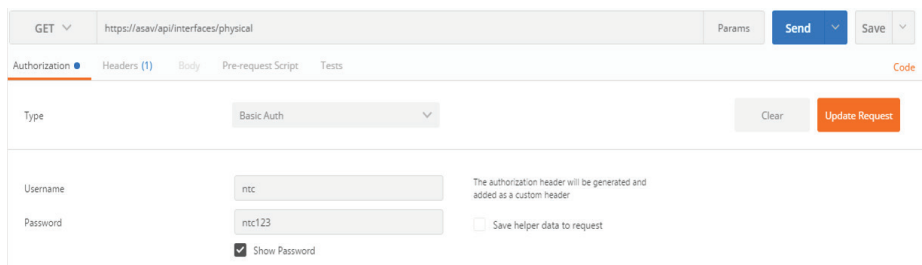 GET https://asav/api/interfaces/physical Params Send Save
Authorization Headers (1) Body Pre-request Script Tests Code
Type Basic Auth Clear Update Request
Username ntc The authorization header will be generated and
added as a custom header
Password ntc123 Save helper data to request
Show Password